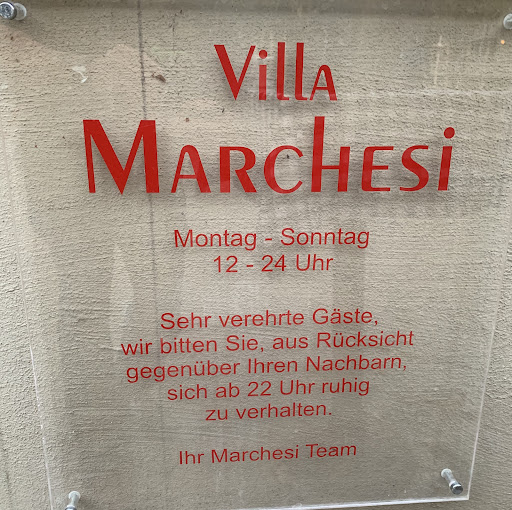 Villa
Marchesi
Montag - Sonntag
12 - 24 Uhr
Sehr verehrte Gäste,
wir bitten Sie, aus Rücksicht
gegenüber Ihren Nachbarn,
sich ab 22 Uhr ruhig
zu verhalten.
Ihr Marchesi Team